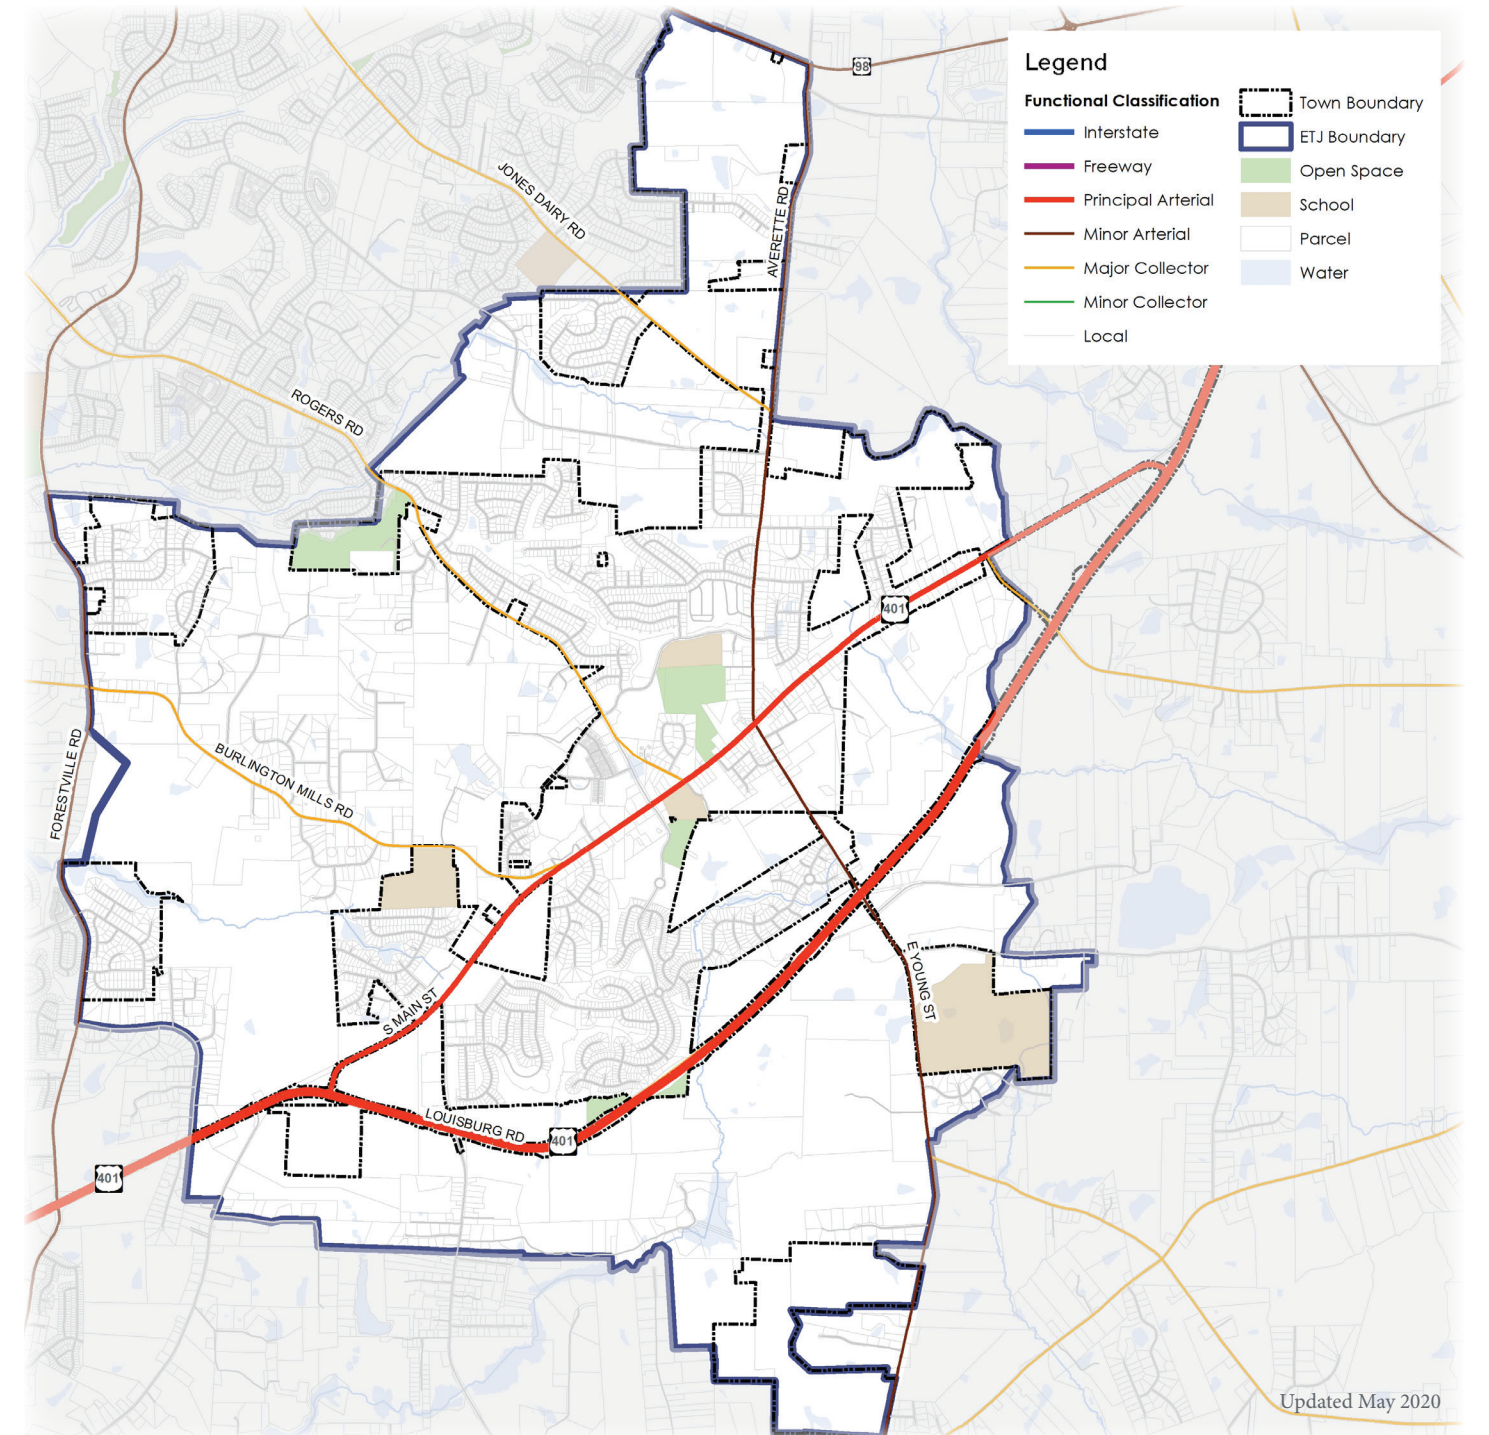 98
Legend
Functional Classification
Interstate
Freeway
Principal Arterial
Minor Arterial
Major Collector
Minor Collector
Local
Town Boundary
ETJ Boundary
Open Space
School
Parcel
Water
JONES DAIRY RD
AVERETTE RD
ROGERS RD
401
FORESTVILLE RD
BURLINGTON MILLS RD
E YOUNG ST
S MAIN ST
LOUISBURG RD
401
401
Updated May 2020